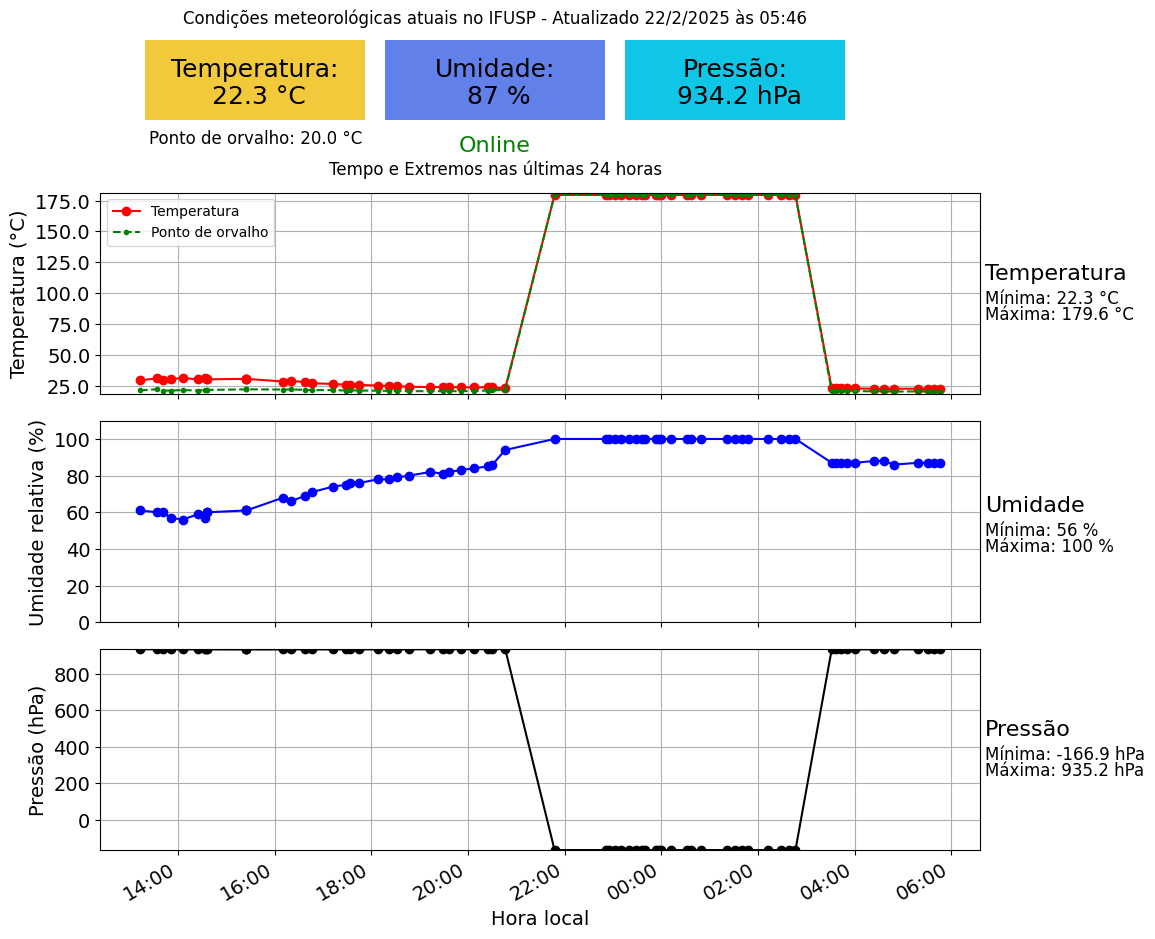 Condições meteorológicas atuais no IFUSP - Atualizado 22/2/2025 às 05:46
Temperatura:
22.3 °C
Umidade:
87 %
Pressão:
934.2 hPa
Ponto de orvalho: 20.0 °C
Online
Tempo e Extremos nas últimas 24 horas
Temperatura (°C)
175.0
150.0
125.0
100.0
75.0
50.0
25.0
Temperatura
Ponto de orvalho
Temperatura
Mínima: 22.3 °C
Máxima: 179.6 °C
Umidade relativa (%)
100
80
60
40
20
0
Umidade
Mínima: 56 %
Máxima: 100 %
Pressão (hPa)
800
600
400
200
0
Pressão
Mínima: -166.9 hPa
Máxima: 935.2 hPa
14:00
16:00
18:00
20:00
22:00
00:00
02:00
04:00
06:00
Hora local